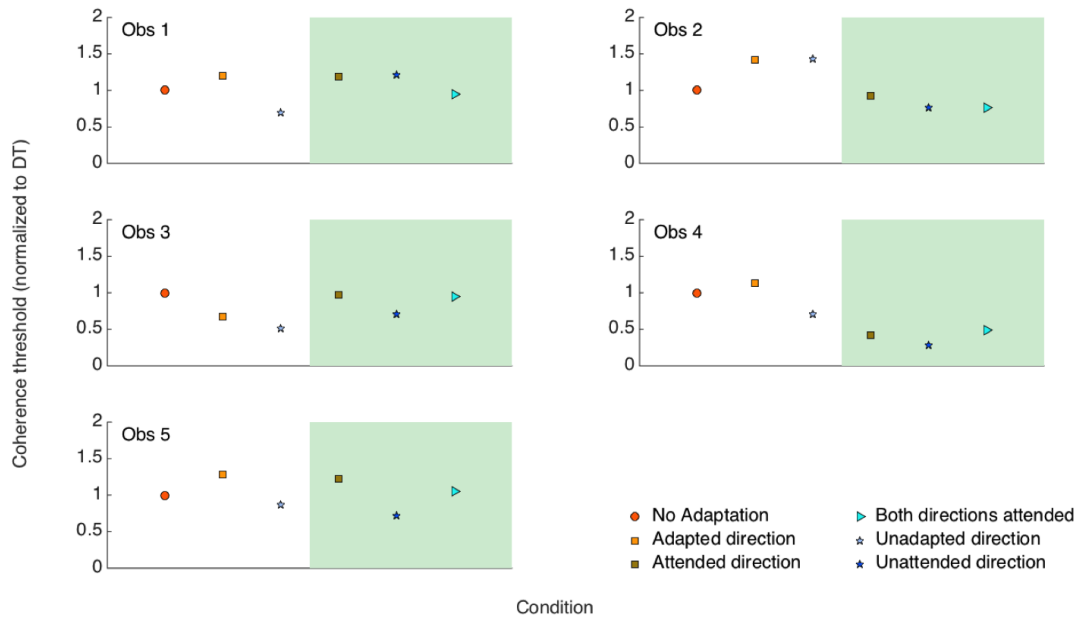 Coherence threshold (normalized to DT)
Obs 1
2
1.5
1
0.5
0
Obs 2
2
1.5
1
0.5
0
Obs 3
2
1.5
1
0.5
0
Obs 4
2
1.5
1
0.5
0
Obs 5
2
1.5
1
0.5
0
No Adaptation
Adapted direction
Attended direction
Both directions attended
Unadapted direction
Unattended direction
Condition